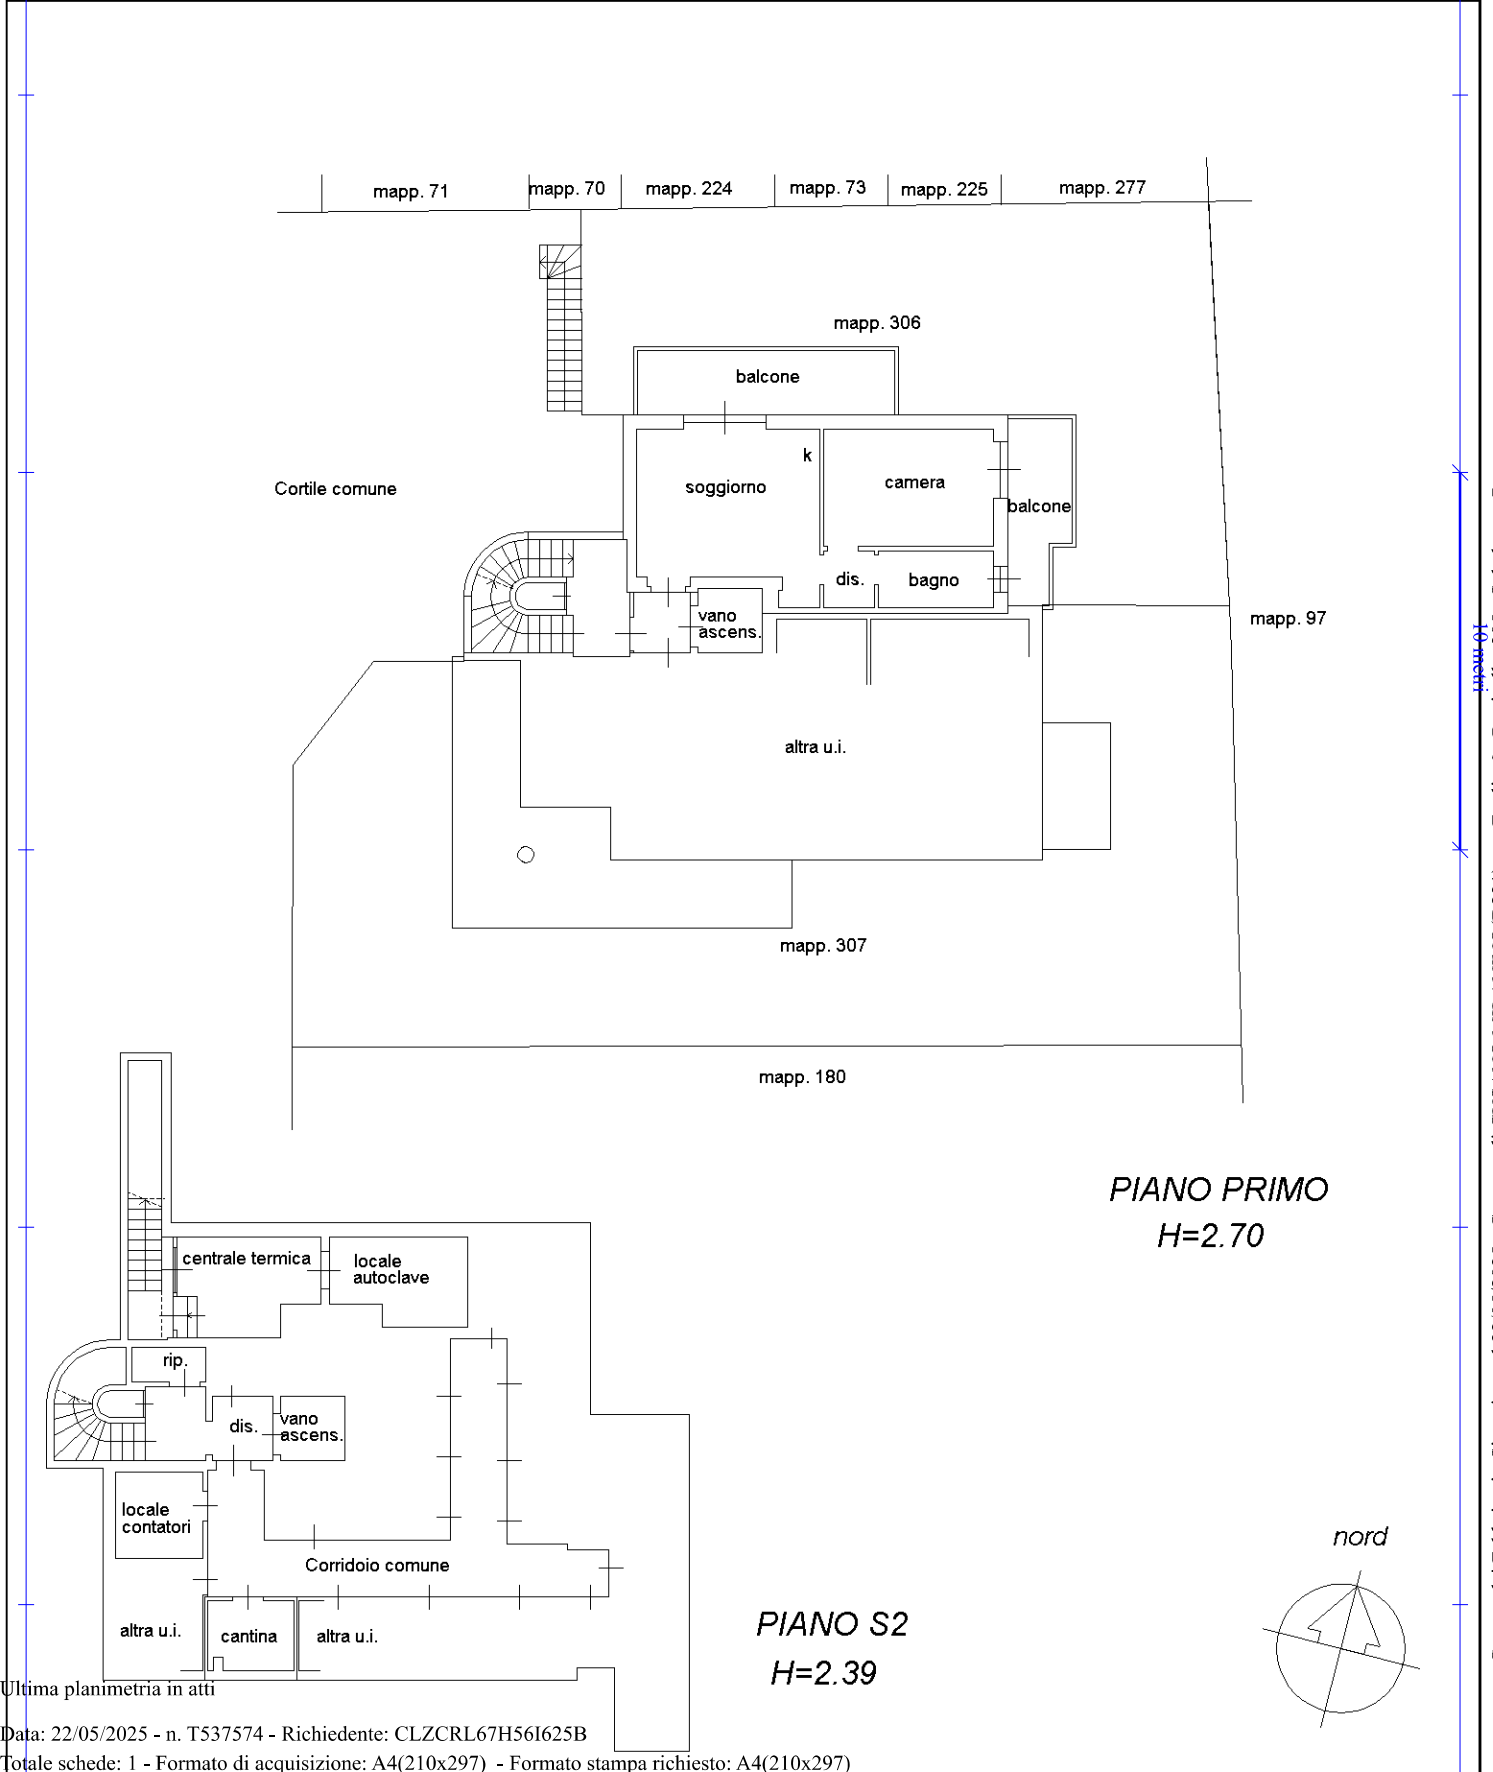 mapp. 71
mapp. 70
mapp. 224
mapp. 73
mapp. 225
mapp. 277
mapp. 306
balcone
k
soggiorno
camera
Cortile comune
balcone
dis.
bagno
vano
ascens.
mapp. 97
10 metri
altra u.i.
mapp. 307
mapp. 180
PIANO PRIMO
H=2.70
centrale termica
locale
autoclave
rip.
dis.
vano
ascens.
locale
contatori
Corridoio comune
nord
altra u.i.
cantina
altra u.i.
PIANO S2
H=2.39
Ultima planimetria in atti
Data: 22/05/2025 - n. T537574 - Richiedente: CLZCRL67H56I625B
Totale schede: 1 - Formato di acquisizione: A4(210x297) - Formato stampa richiesto: A4(210x297)